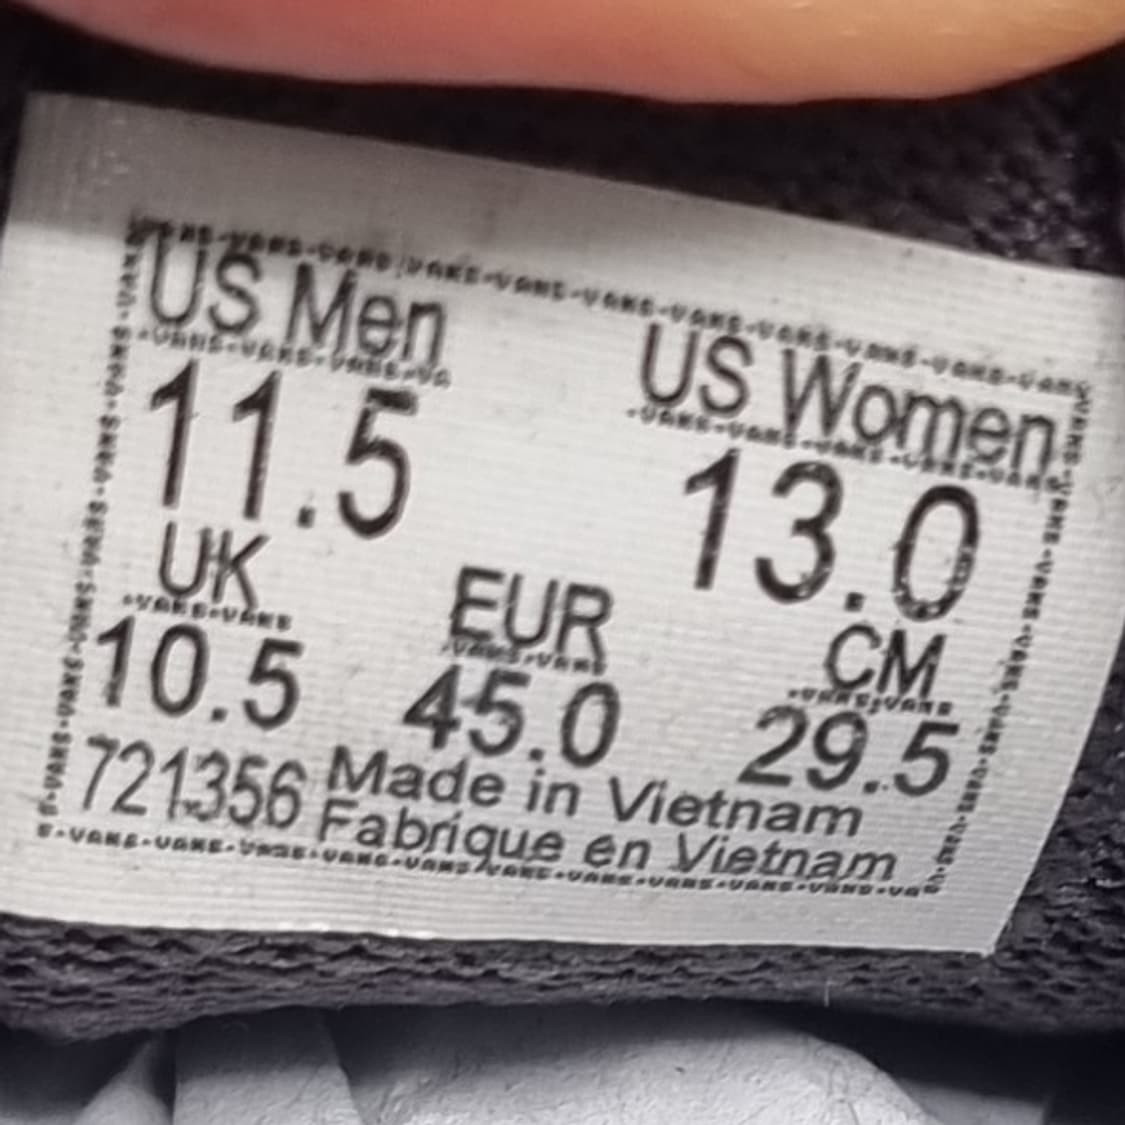 US Men
US Women
11.5
13.0
UK
EUR
CM
10.5
45.0
29.5
721356
Made in Vietnam
Fabriqué en Vietnam